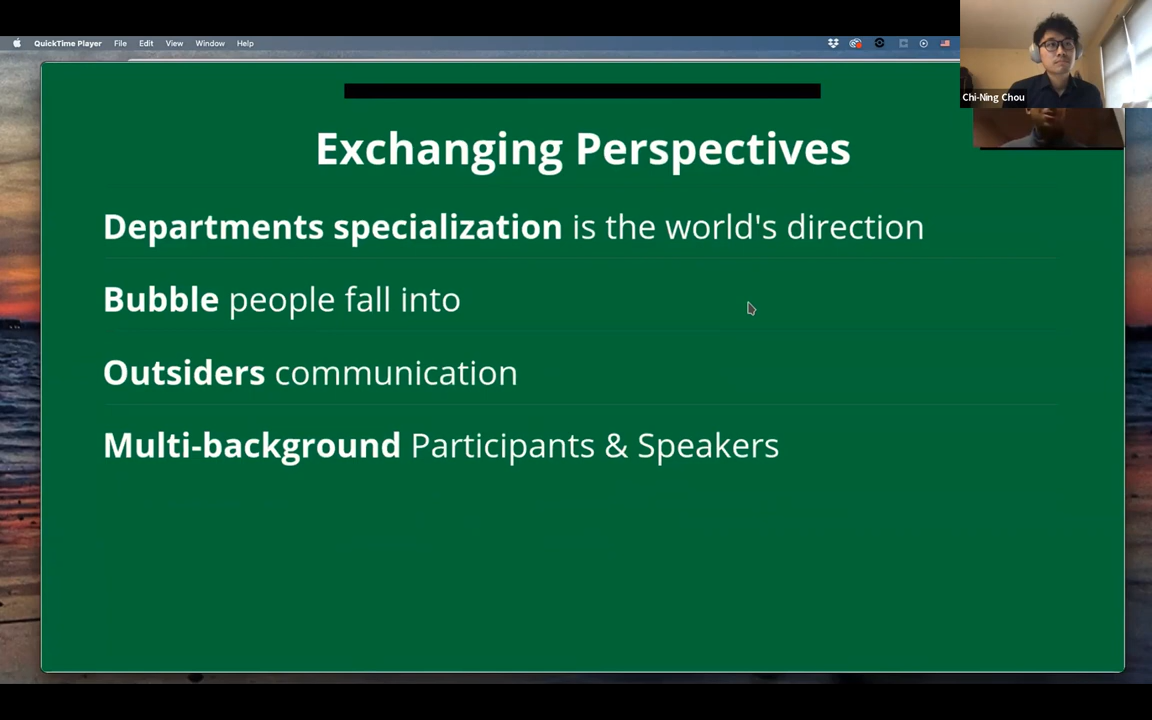 QuickTime Player File Edit View Window Help
Chi-Ning Chou
Exchanging Perspectives
Departments specialization is the world's direction
Bubble people fall into
Outsiders communication
Multi-background Participants & Speakers